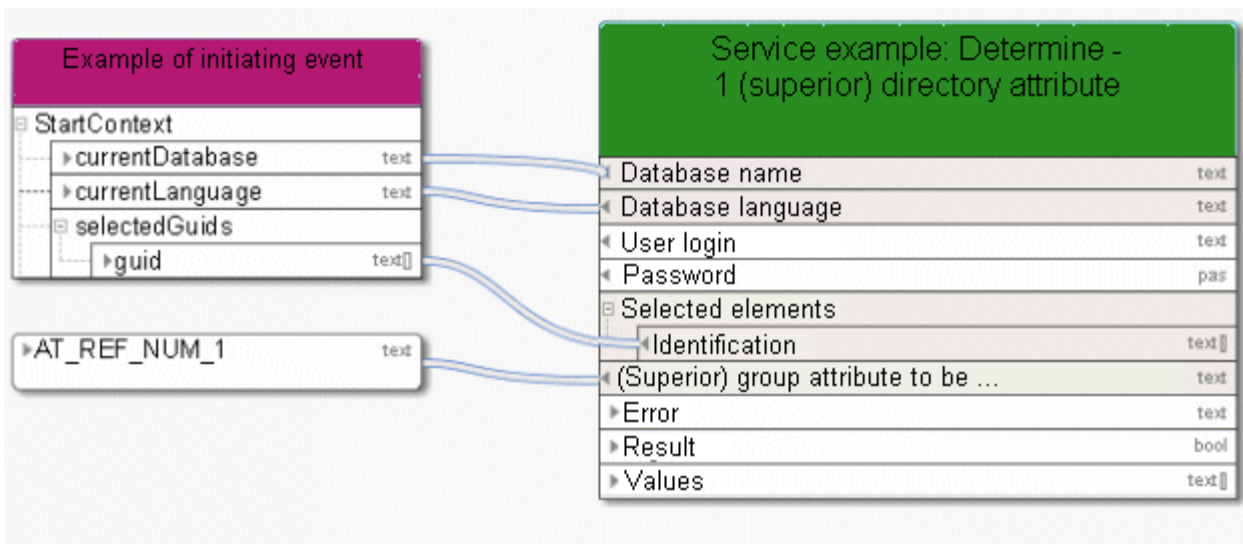 Example of initiating event
StartContext
currentDatabase text
currentLanguage text
selectedGuids
guid text[]
AT_REF_NUM_1 text
Service example: Determine -
1 (superior) directory attribute
Database name text
Database language text
User login text
Password pas
Selected elements
Identification text[]
(Superior) group attribute to be ... text
Error text
Result bool
Values text[]